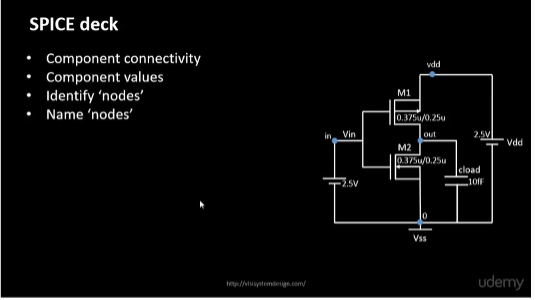 SPICE deck
• Component connectivity
• Component values
• Identify ‘nodes’
• Name ‘nodes’
vdd
M1
0.375u/0.25u
in
Vin
out
2.5V
Vdd
M2
0.375u/0.25u
cload
10fF
2.5V
0
Vss
http://vlsisystemdesign.com/
udemy